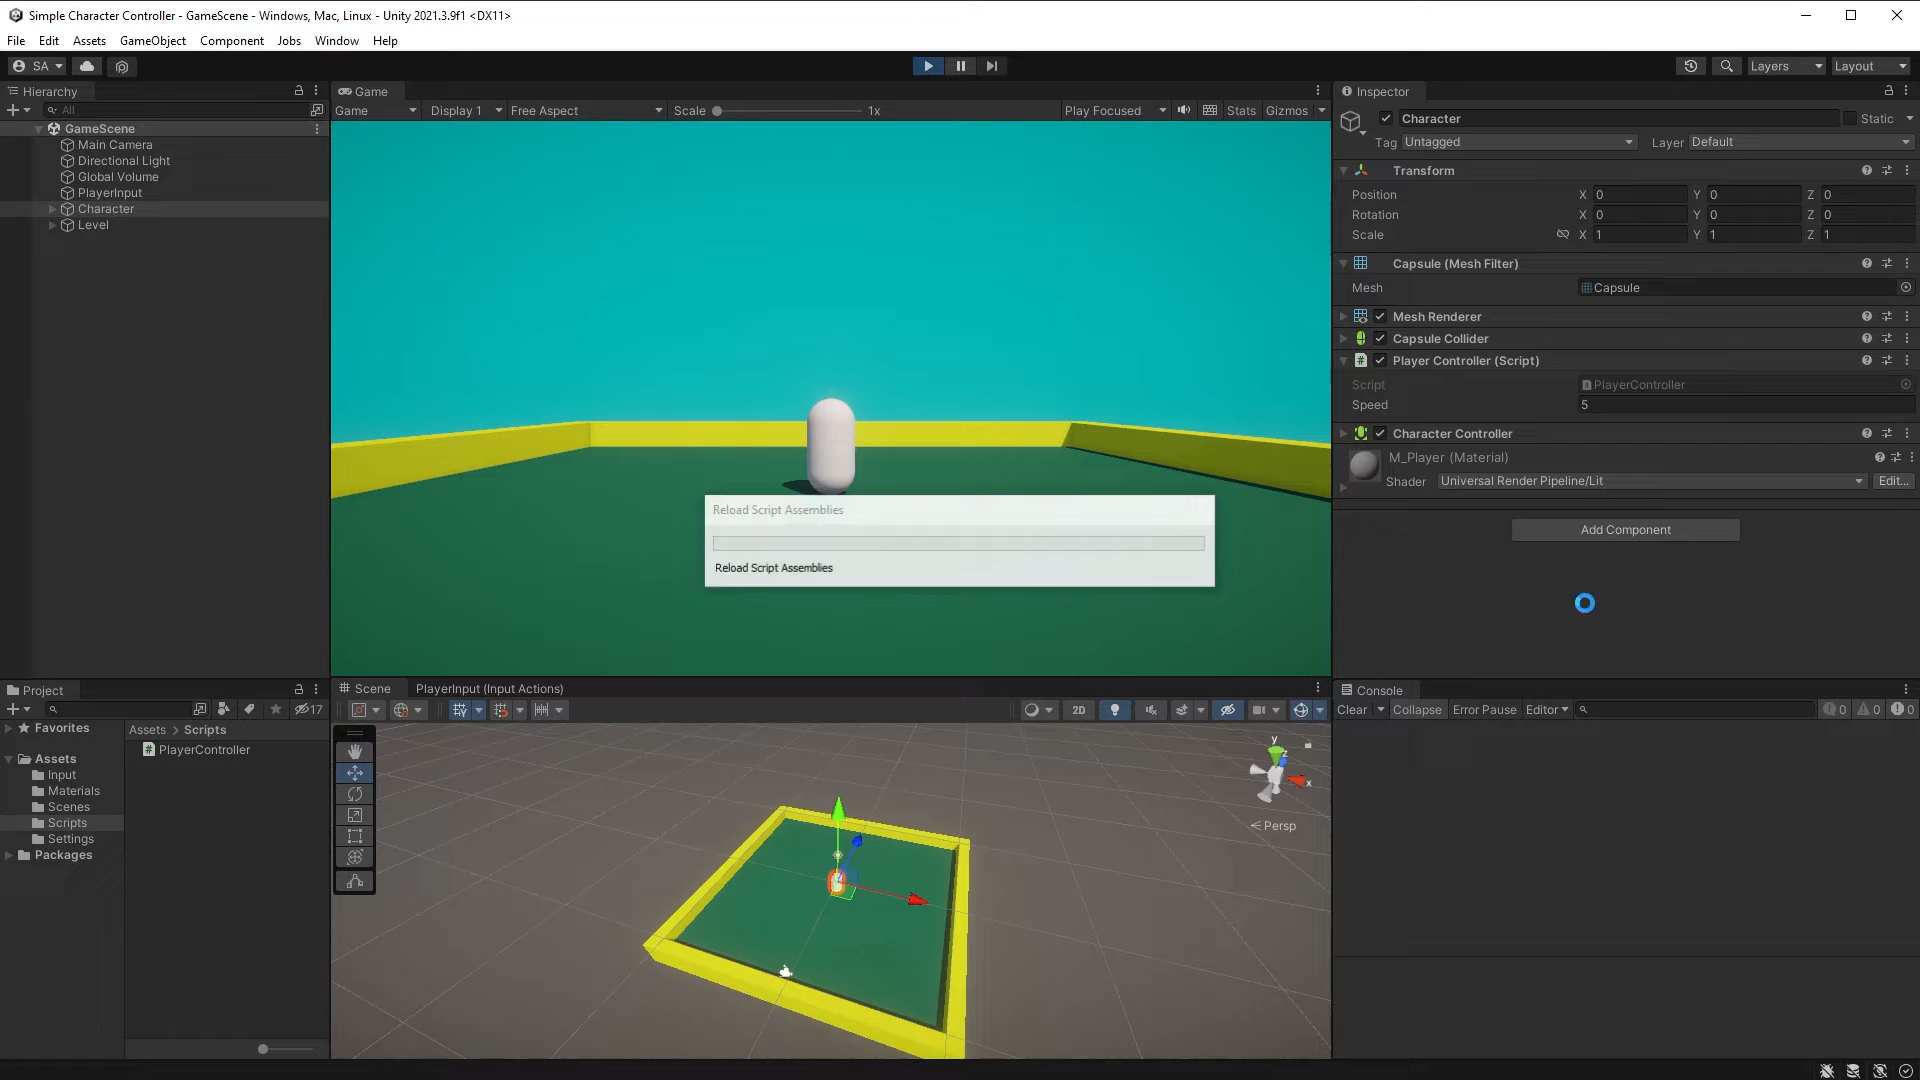 Simple Character Controller - GameScene - Windows, Mac, Linux - Unity 2021.3.9f1 <DX11>
File Edit Assets GameObject Component Jobs Window Help
SA
Layers
Layout
Hierarchy
All
GameScene
Main Camera
Directional Light
Global Volume
PlayerInput
Character
Level
Game
Game Display 1 Free Aspect Scale 1x Play Focused Stats Gizmos
Reload Script Assemblies
Reload Script Assemblies
Inspector
Character Static
Tag Untagged Layer Default
Transform
Position X 0 Y 0 Z 0
Rotation X 0 Y 0 Z 0
Scale X 1 Y 1 Z 1
Capsule (Mesh Filter)
Mesh Capsule
Mesh Renderer
Capsule Collider
Player Controller (Script)
Script PlayerController
Speed 5
Character Controller
M_Player (Material)
Shader Universal Render Pipeline/Lit Edit...
Add Component
Project
17
Favorites
Assets
Input
Materials
Scenes
Scripts
Settings
Packages
Assets > Scripts
PlayerController
Scene PlayerInput (Input Actions)
2D
y
z
x
< Persp
Console
Clear Collapse Error Pause Editor 0 0 0